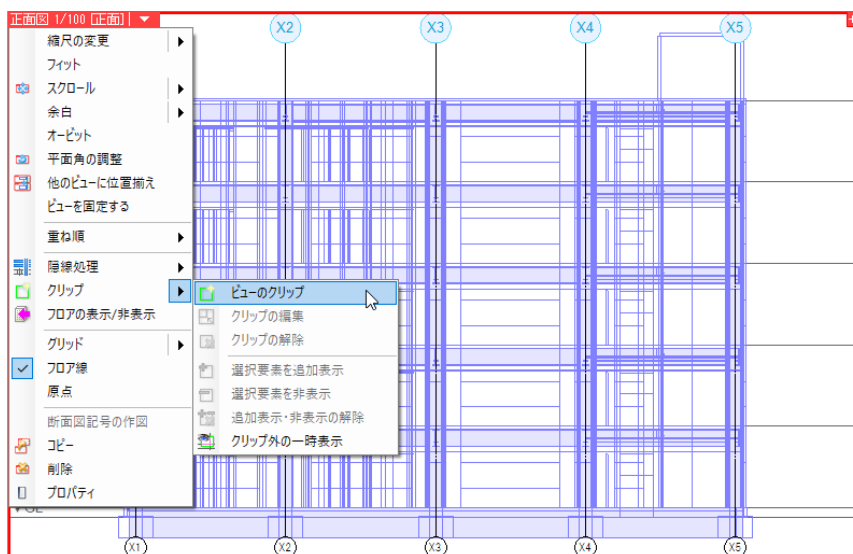 正面図 1/100 [正面]
X2
X3
X4
X5
縮尺の変更
フィット
スクロール
余白
オービット
平面角の調整
他のビューに位置揃え
ビューを固定する
重ね順
隠線処理
クリップ
フロアの表示/非表示
グリッド
フロア線
原点
断面図記号の作図
コピー
削除
プロパティ
ビューのクリップ
クリップの編集
クリップの解除
選択要素を追加表示
選択要素を非表示
追加表示・非表示の解除
クリップ外の一時表示
X1
X2
X3
X4
X5